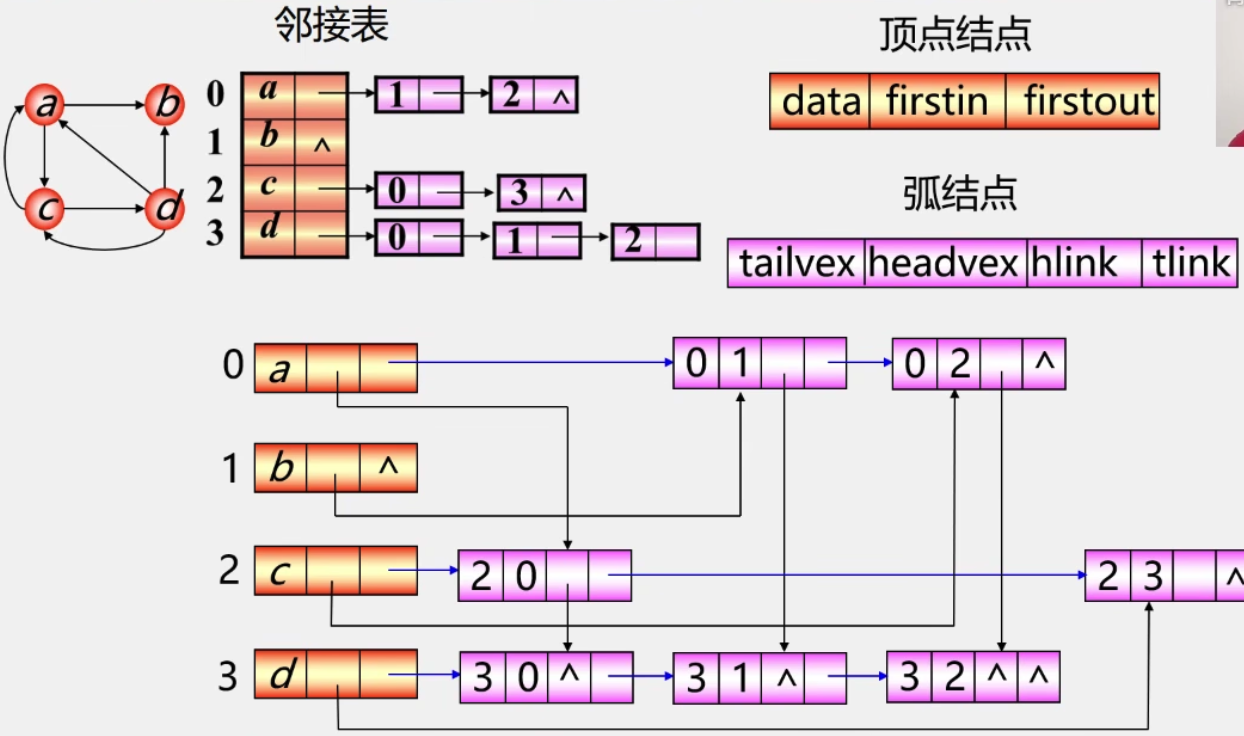 邻接表
顶点结点
data firstin firstout
a b
c d
0 a 1 2 ^
1 b ^
2 c 0 3 ^
3 d 0 1 2
弧结点
tailvex headvex hlink tlink
0 a 0 1 0 2 ^
1 b ^
2 c 2 0 2 3 ^
3 d 3 0 ^ 3 1 ^ 3 2 ^ ^